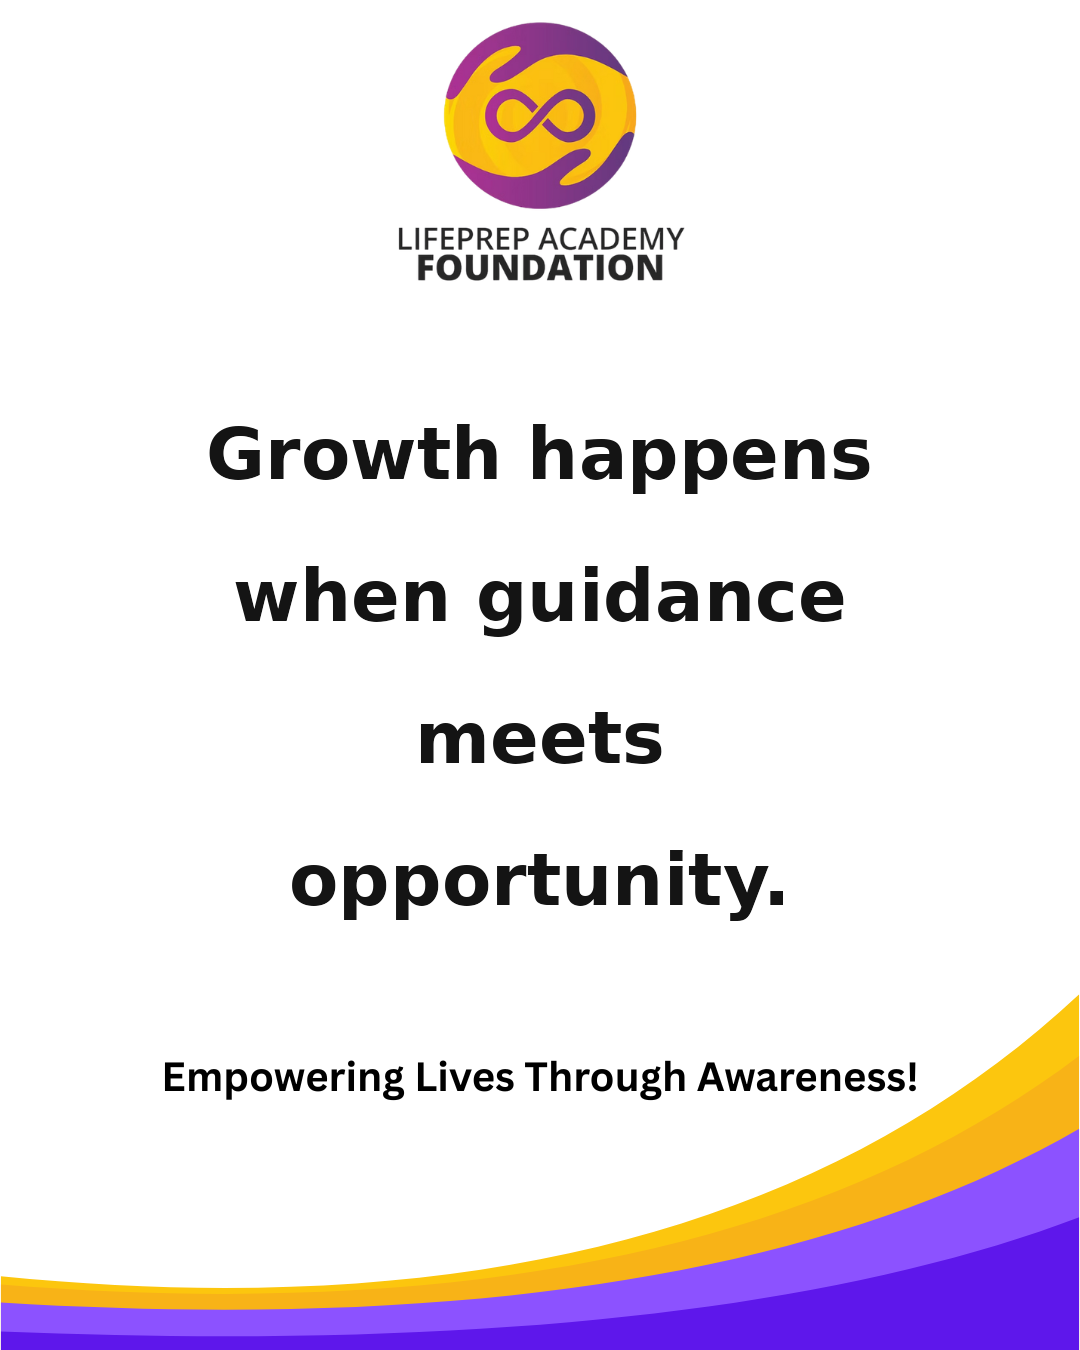 LIFEPREP ACADEMY
FOUNDATION
Growth happens
when guidance
meets
opportunity.
Empowering Lives Through Awareness!